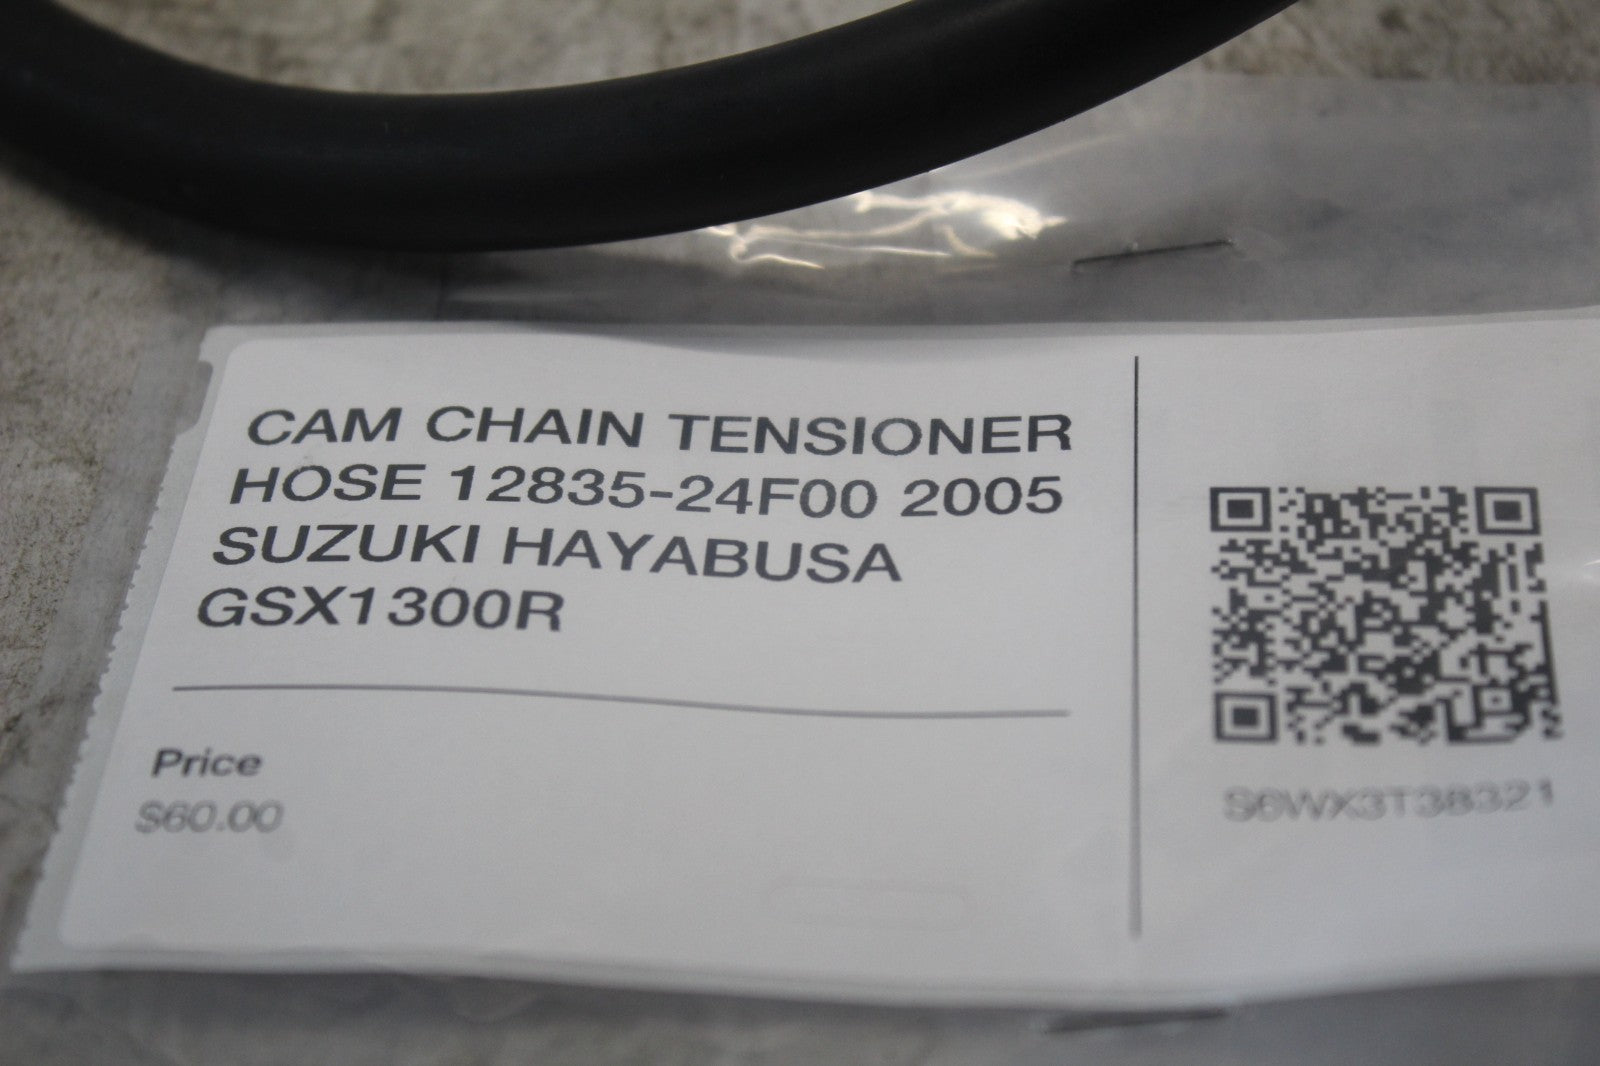 CAM CHAIN TENSIONER
HOSE 12835-24F00 2005
SUZUKI HAYABUSA
GSX1300R
Price
$60.00
S6WX3T38321